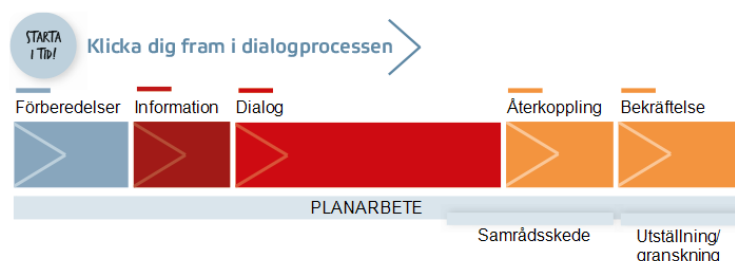 STARTA
I TID!
Klicka dig fram i dialogprocessen
Förberedelser Information Dialog Återkoppling Bekräftelse
PLANARBETE
Samrådsskede Utställning/
granskning